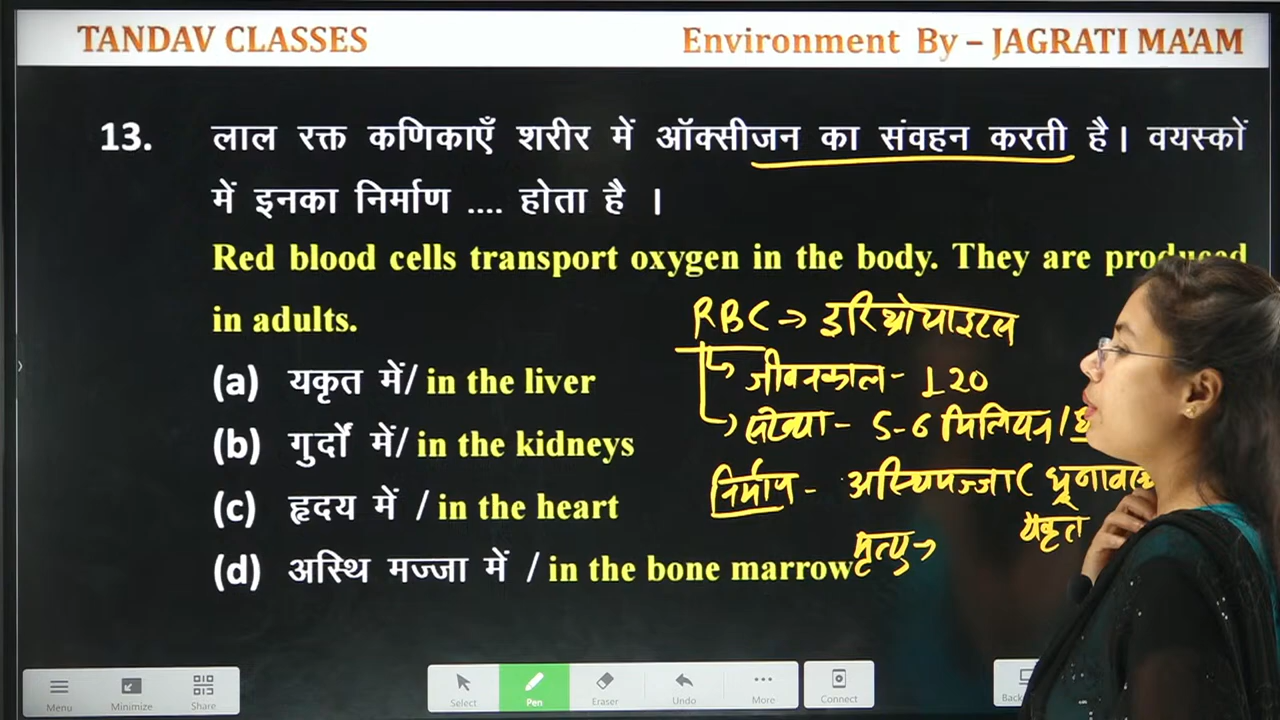 TANDAV CLASSES
Environment By – JAGRATI MA'AM
13. लाल रक्त कणिकाएँ शरीर में ऑक्सीजन का संवहन करती है। वयस्कों
में इनका निर्माण .... होता है ।
Red blood cells transport oxygen in the body. They are produced
in adults.
(a) यकृत में/ in the liver
(b) गुर्दों में/ in the kidneys
(c) हृदय में / in the heart
(d) अस्थि मज्जा में / in the bone marrow
RBC →
जीवनकाल - 120
संख्या - 5-6 मिलियन/
निर्माण - अस्थिमज्जा (
यकृत
मृत्यु →
Menu
Minimize
Share
Select
Pen
Eraser
Undo
More
Connect